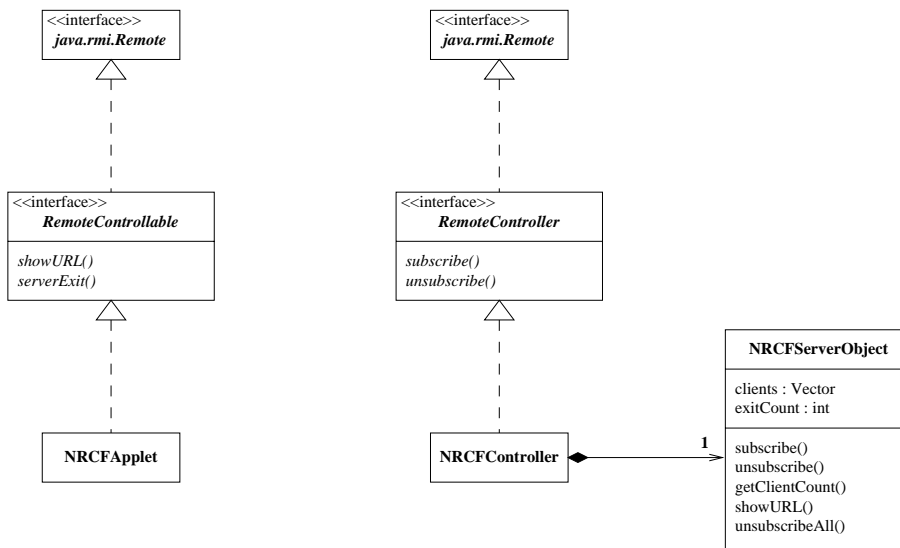 <<interface>>
java.rmi.Remote
<<interface>>
java.rmi.Remote
<<interface>>
RemoteControllable
showURL()
serverExit()
<<interface>>
RemoteController
subscribe()
unsubscribe()
NRCFApplet
NRCFController
1
NRCFServerObject
clients : Vector
exitCount : int
subscribe()
unsubscribe()
getClientCount()
showURL()
unsubscribeAll()